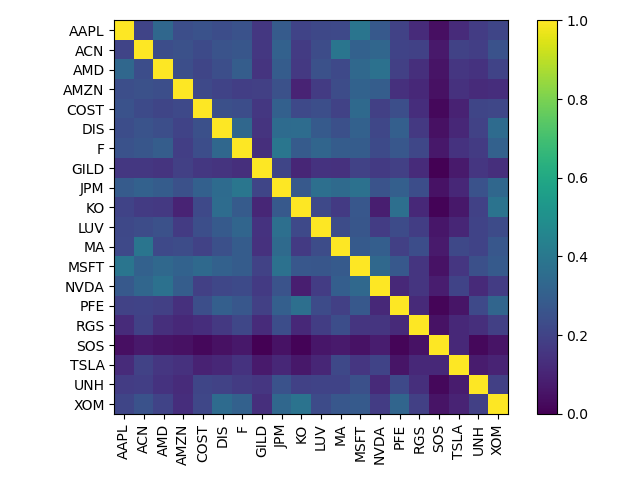 AAPL
ACN
AMD
AMZN
COST
DIS
F
GILD
JPM
KO
LUV
MA
MSFT
NVDA
PFE
RGS
SOS
TSLA
UNH
XOM
AAPL ACN AMD AMZN COST DIS F GILD JPM KO LUV MA MSFT NVDA PFE RGS SOS TSLA UNH XOM
1.0
0.8
0.6
0.4
0.2
0.0